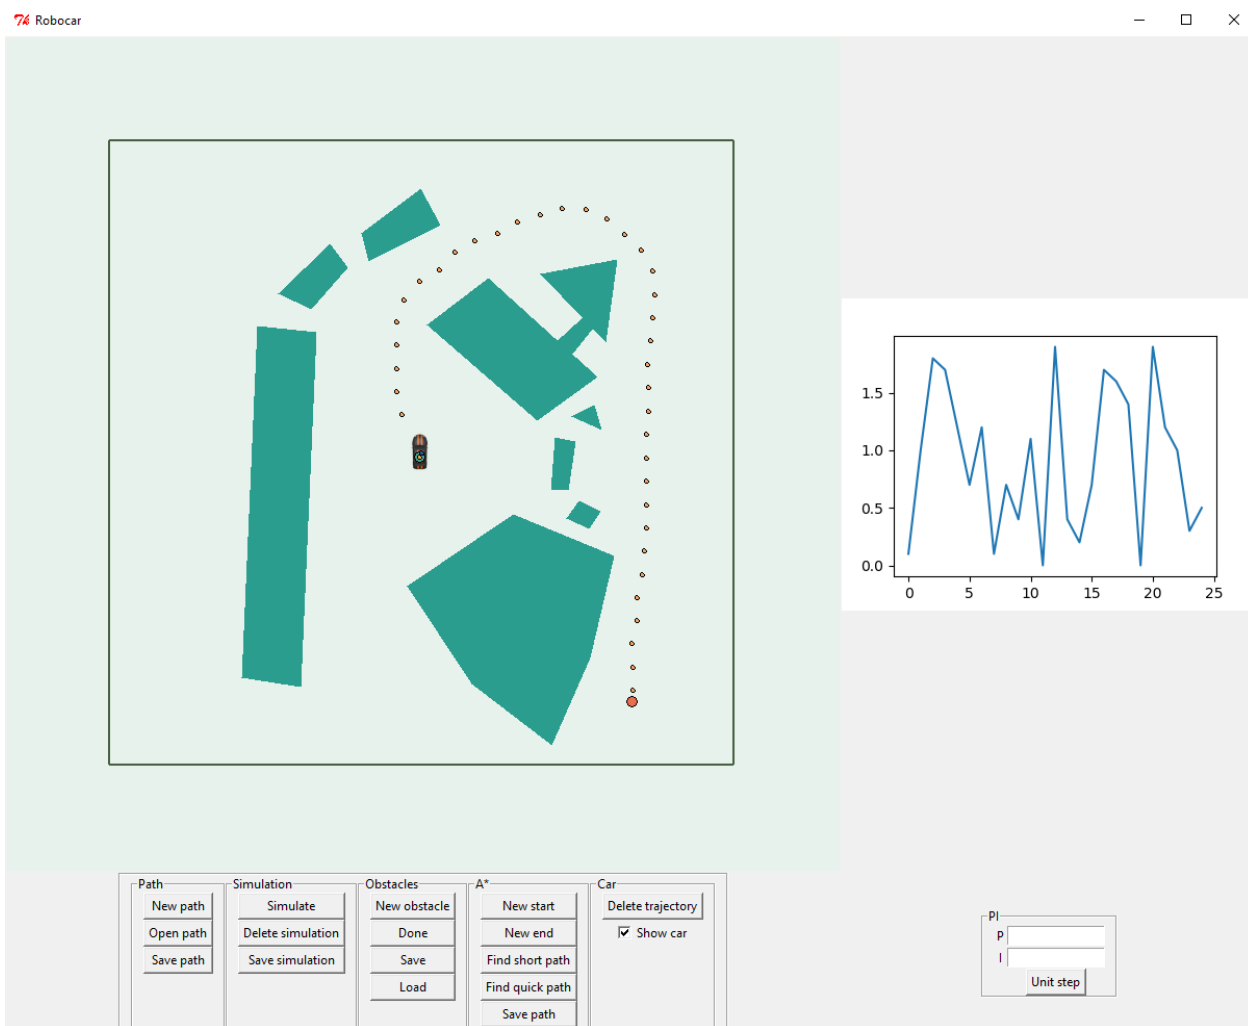 Robocar
1.5
1.0
0.5
0.0
0 5 10 15 20 25
Path Simulation Obstacles A* Car
New path Simulate New obstacle New start Delete trajectory
Open path Delete simulation Done New end Show car
Save path Save simulation Save Find short path
Load Find quick path
Save path
PI
P
I
Unit step